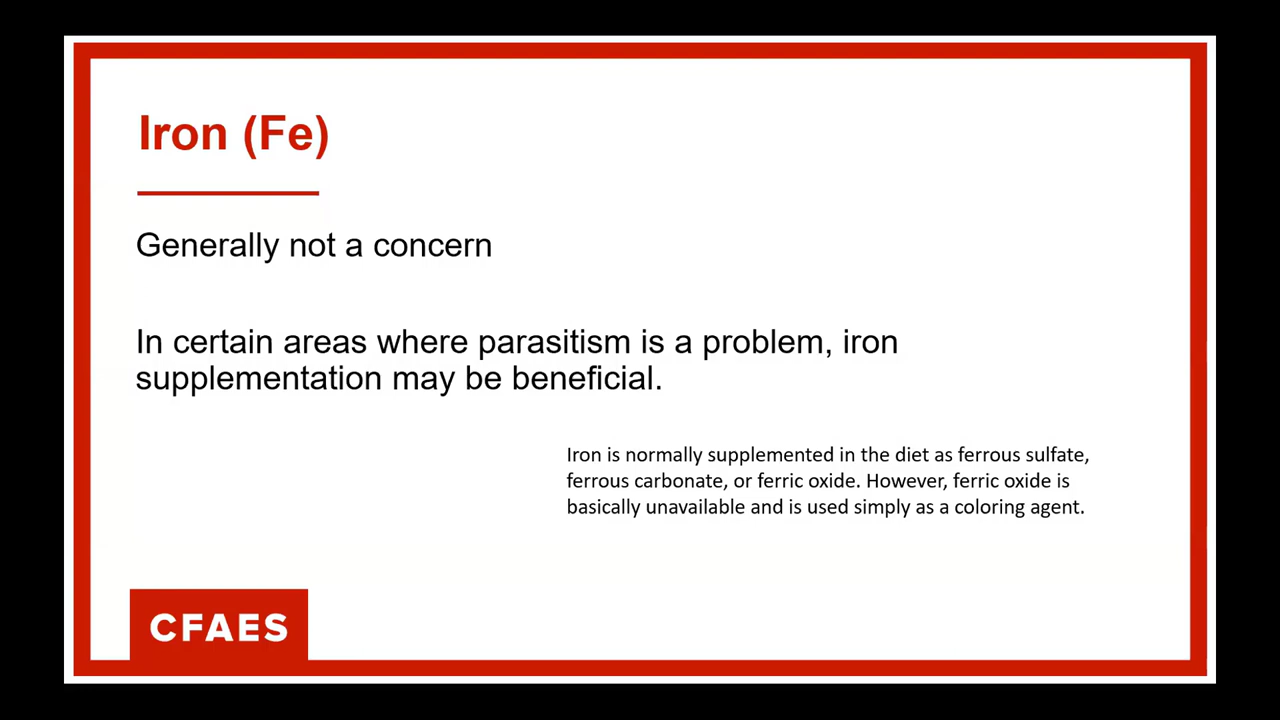 Iron (Fe)
Generally not a concern
In certain areas where parasitism is a problem, iron
supplementation may be beneficial.
Iron is normally supplemented in the diet as ferrous sulfate,
ferrous carbonate, or ferric oxide. However, ferric oxide is
basically unavailable and is used simply as a coloring agent.
CFAES